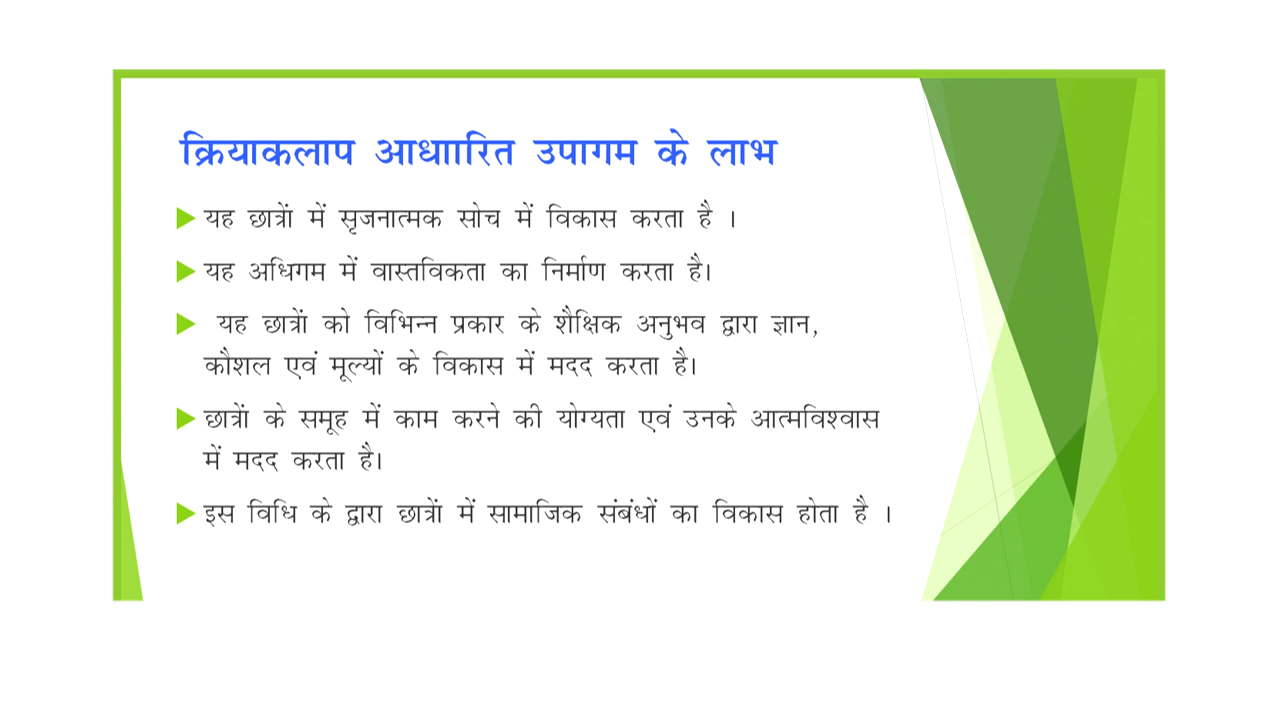 क्रियाकलाप आधाारित उपागम के लाभ
यह छात्रों में सृजनात्मक सोच में विकास करता है ।
यह अधिगम में वास्तविकता का निर्माण करता है।
यह छात्रों को विभिन्न प्रकार के शैक्षिक अनुभव द्वारा ज्ञान,
कौशल एवं मूल्यों के विकास में मदद करता है।
छात्रों के समूह में काम करने की योग्यता एवं उनके आत्मविश्वास
में मदद करता है।
इस विधि के द्वारा छात्रों में सामाजिक संबंधों का विकास होता है ।